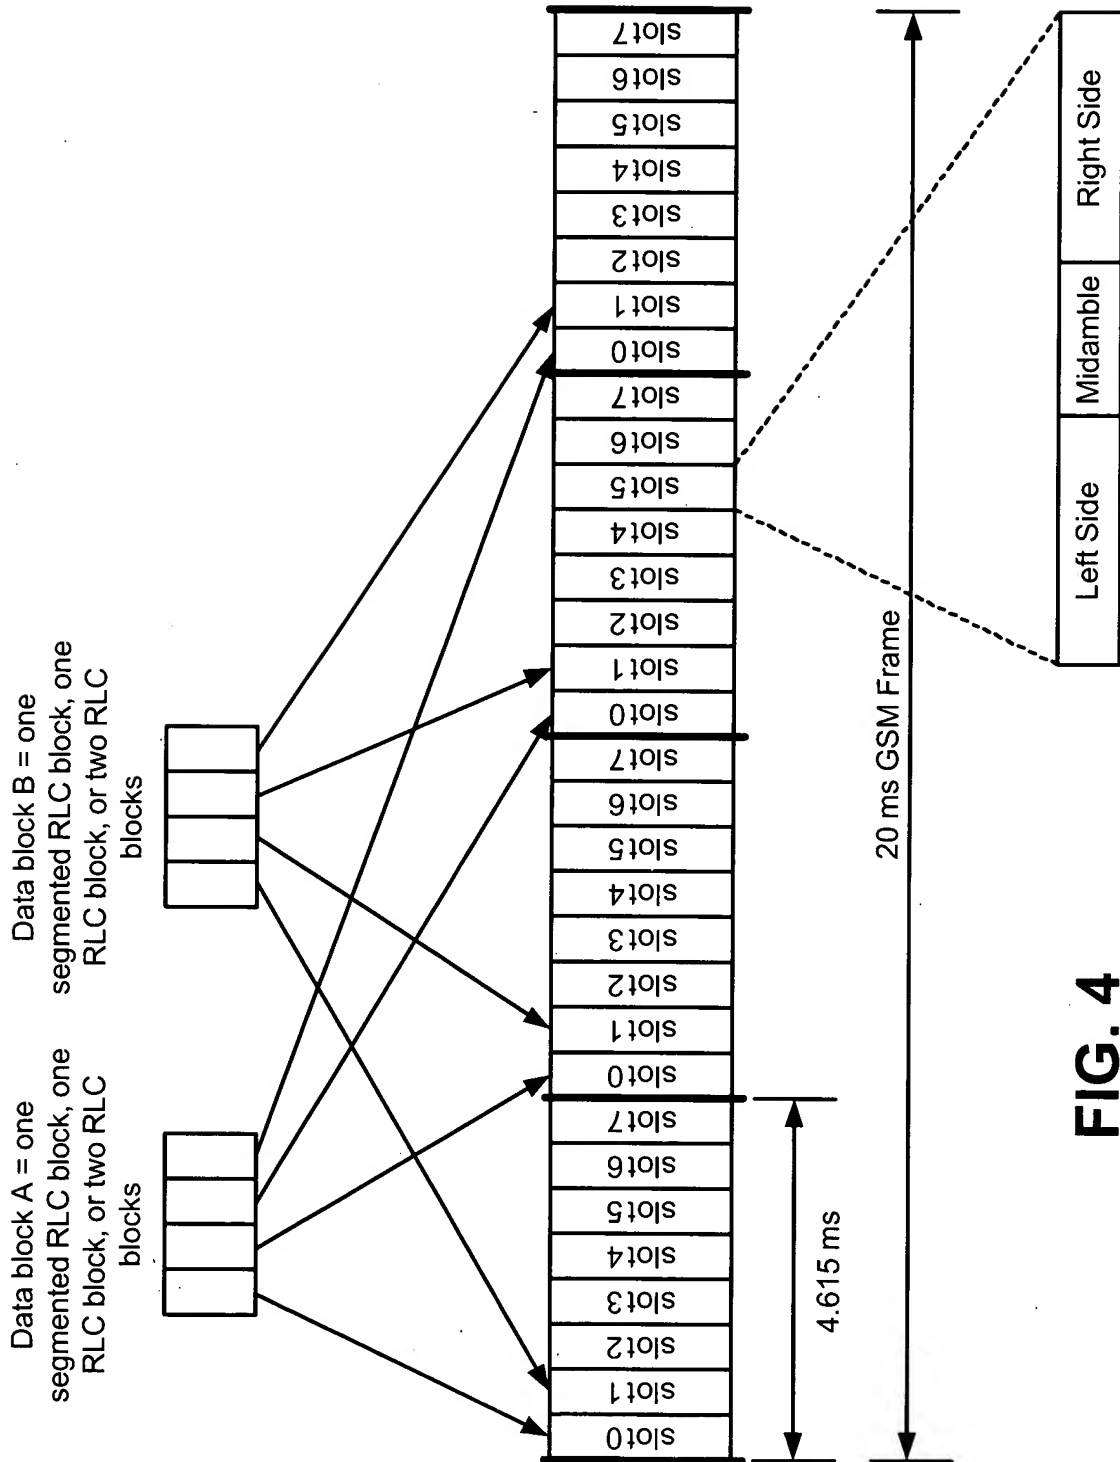 Data block A = one
segmented RLC block, one
RLC block, or two RLC
blocks
Data block B = one
segmented RLC block, one
RLC block, or two RLC
blocks
slot0
slot1
slot2
slot3
slot4
slot5
slot6
slot7
slot0
slot1
slot2
slot3
slot4
slot5
slot6
slot7
slot0
slot1
slot2
slot3
slot4
slot5
slot6
slot7
slot0
slot1
slot2
slot3
slot4
slot5
slot6
slot7
4.615 ms
20 ms GSM Frame
Left Side
Midamble
Right Side
FIG. 4